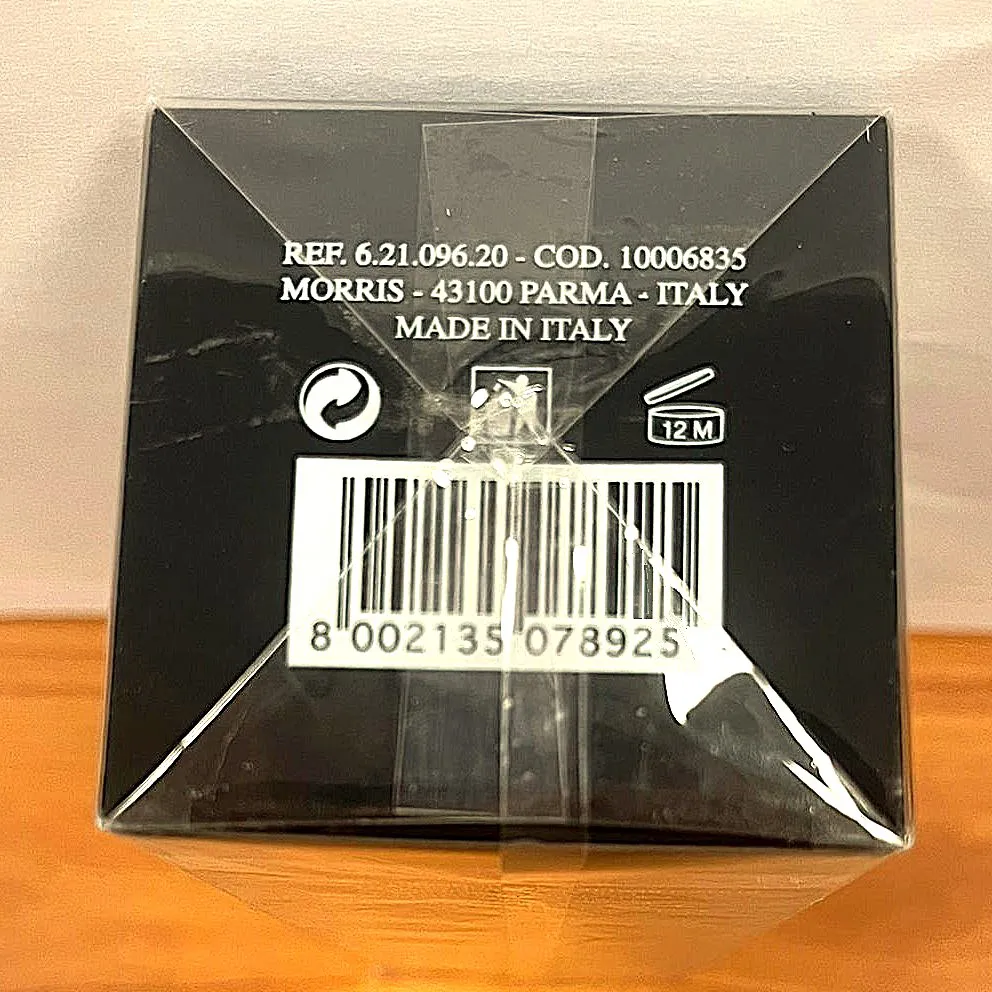 REF. 6.21.096.20 - COD. 10006835
MORRIS - 43100 PARMA - ITALY
MADE IN ITALY
12 M
8 002135 078925